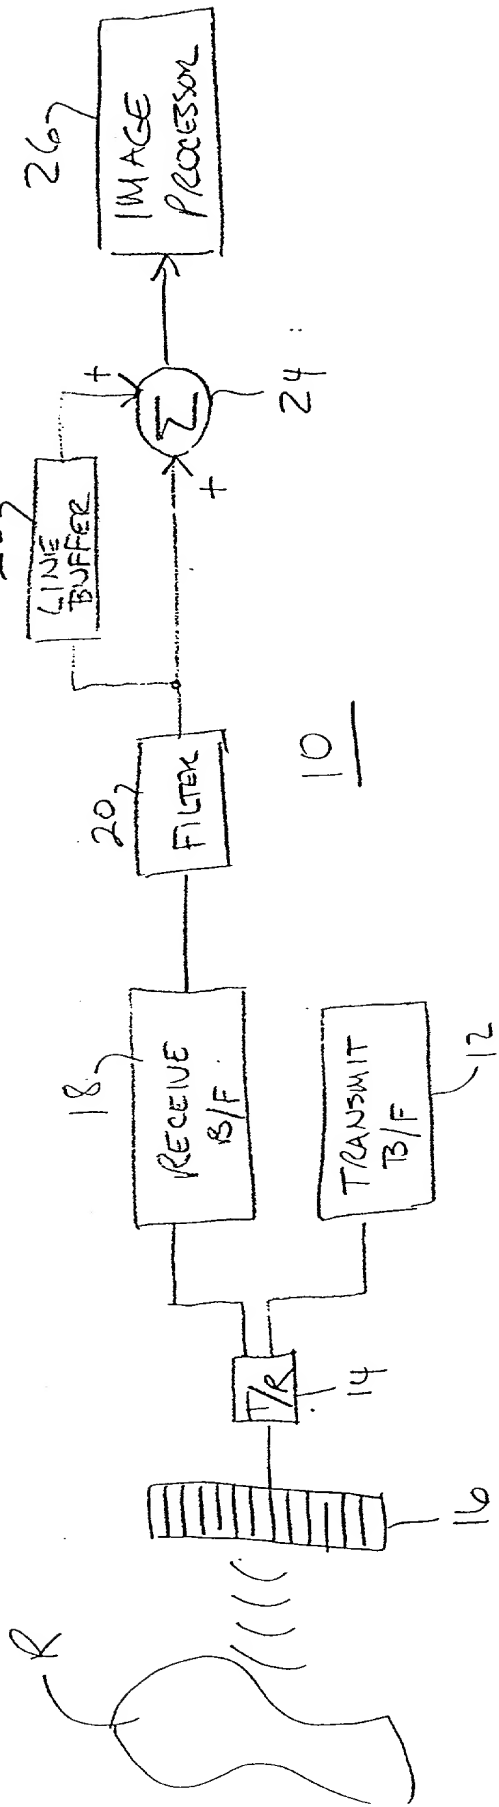 R
16
T/R
14
RECEIVE
B/F
18
TRANSMIT
B/F
12
FILTER
20
10
LINE
BUFFER
+
+
Σ
24
IMAGE
PROCESSOR
26